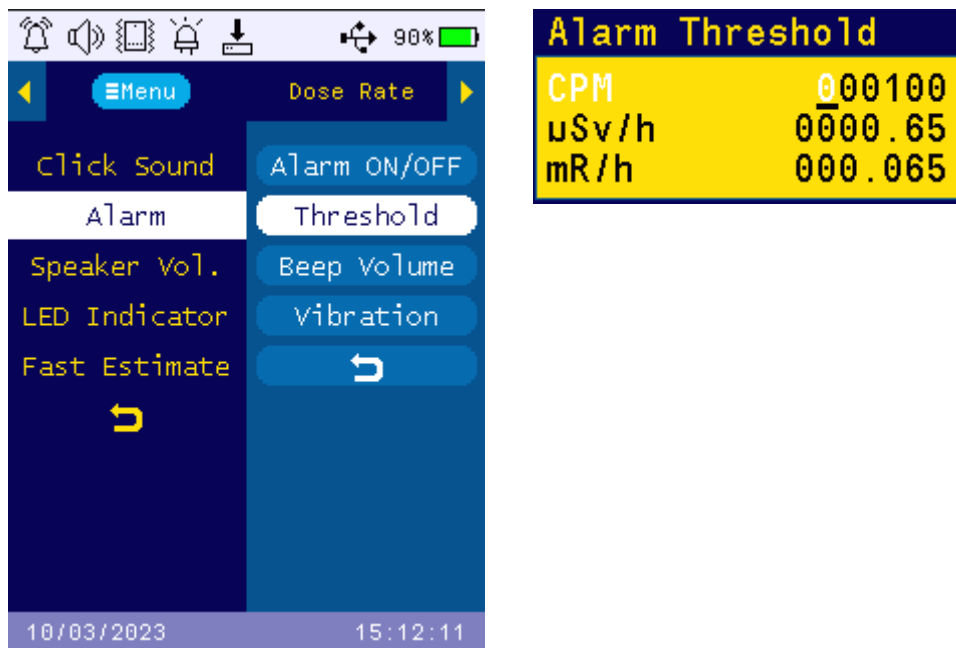 90%
≡Menu Dose Rate
Click Sound
Alarm
Speaker Vol.
LED Indicator
Fast Estimate
Alarm ON/OFF
Threshold
Beep Volume
Vibration
10/03/2023 15:12:11
Alarm Threshold
CPM 000100
uSv/h 0000.65
mR/h 000.065